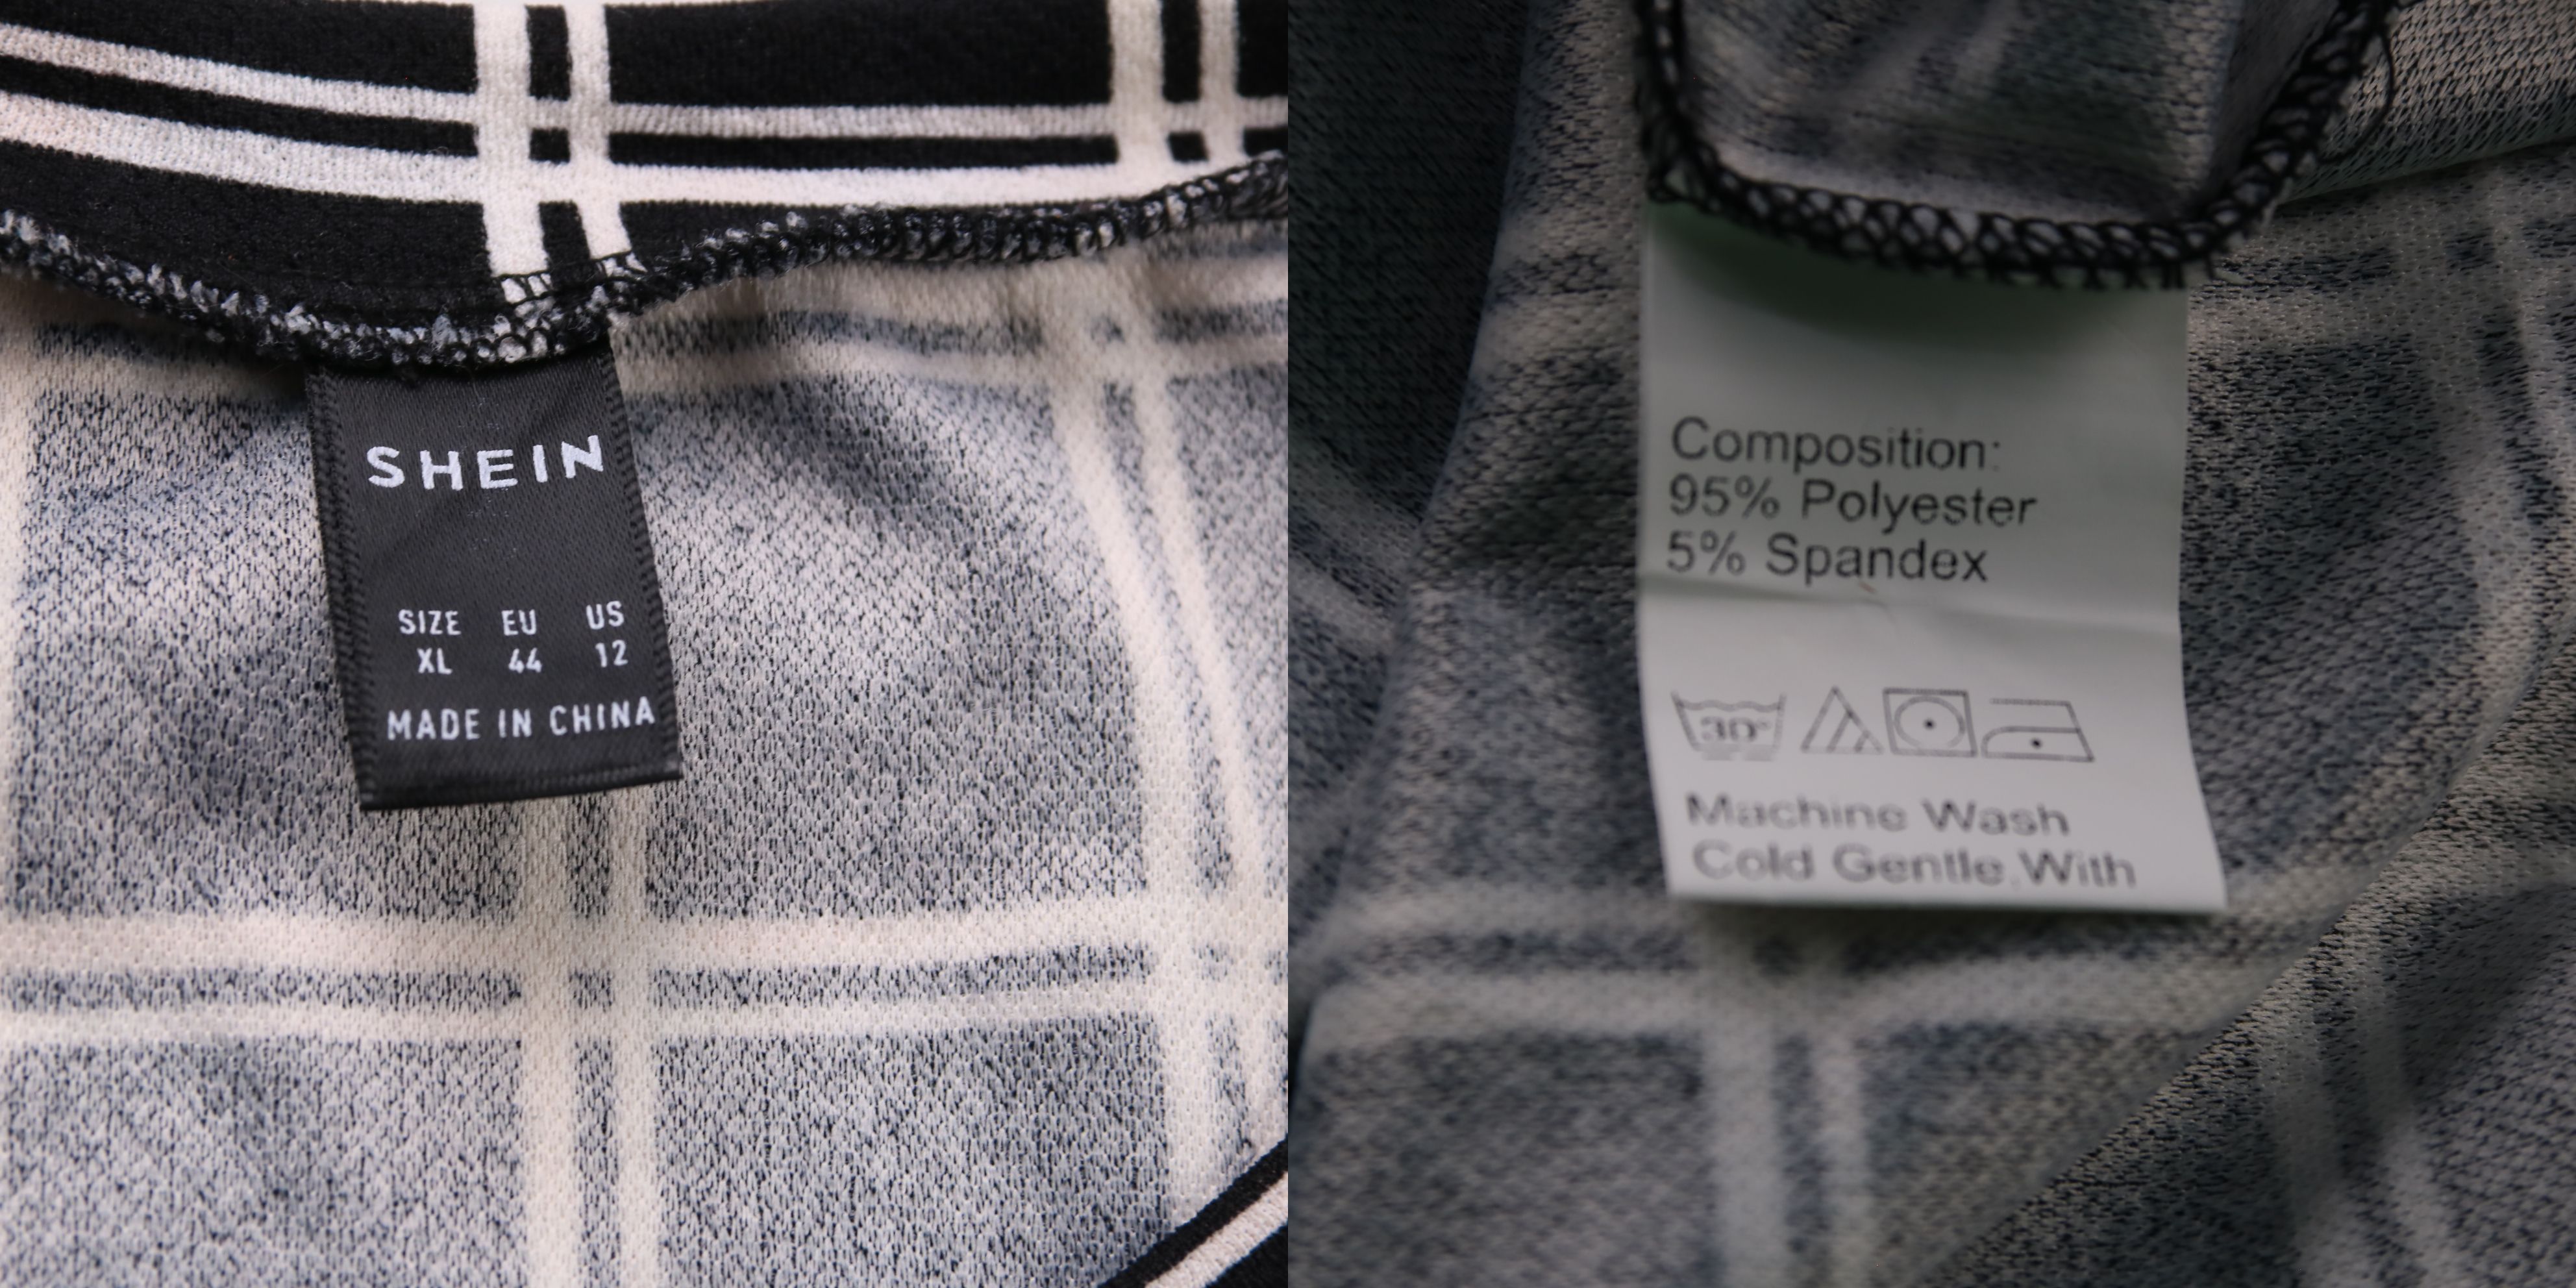 SHEIN
SIZE EU US
XL 44 12
MADE IN CHINA
Composition:
95% Polyester
5% Spandex
30°
Machine Wash
Cold Gentle,With